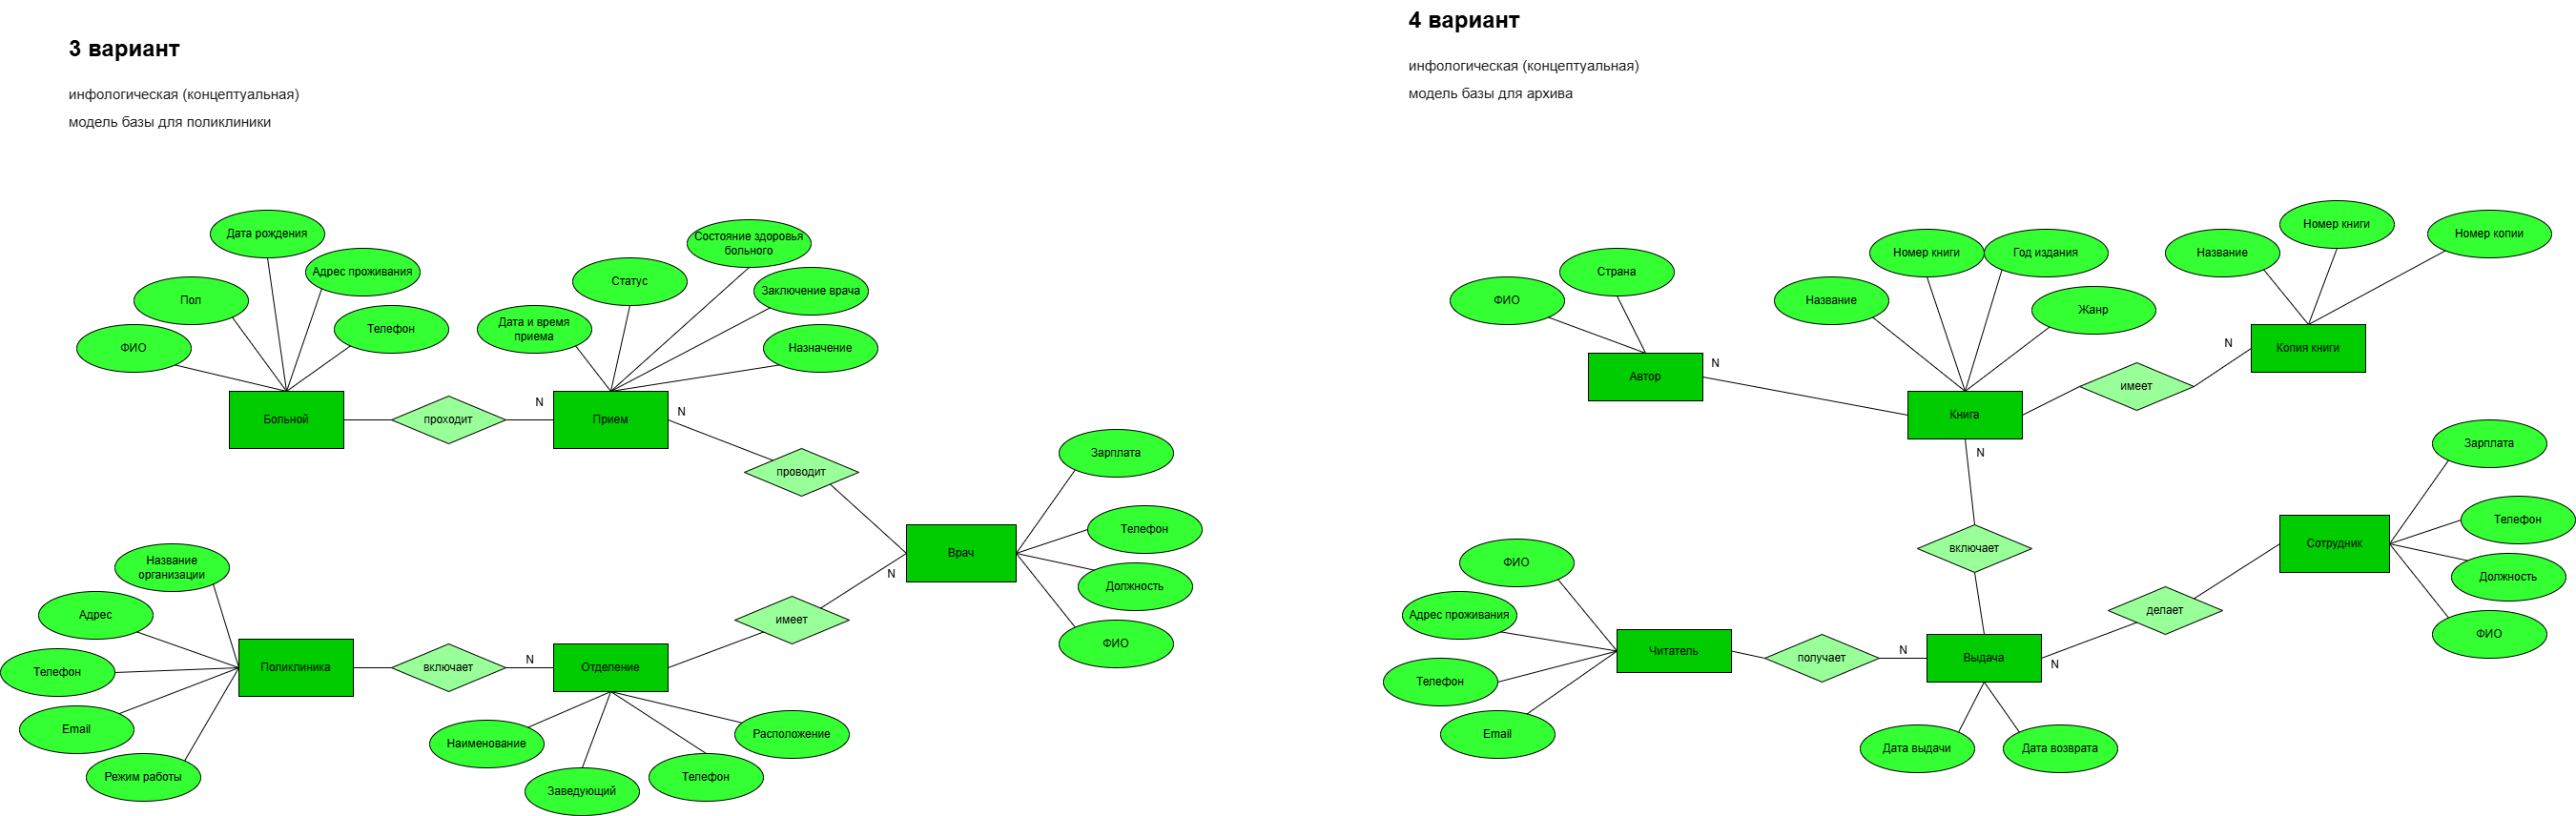 3 вариант
инфологическая (концептуальная)
модель базы для поликлиники
Дата рождения
Адрес проживания
Пол
Телефон
ФИО
Больной
проходит
N
Состояние здоровья
больного
Статус
Заключение врача
Дата и время
приема
Назначение
Прием
N
проводит
Зарплата
Телефон
Врач
Должность
ФИО
N
имеет
Название
организации
Адрес
Телефон
Email
Режим работы
Поликлиника
включает
N
Отделение
Наименование
Заведующий
Телефон
Расположение
4 вариант
инфологическая (концептуальная)
модель базы для архива
Страна
ФИО
Автор
N
Номер книги
Год издания
Название
Жанр
Книга
имеет
N
Номер книги
Номер копии
Название
Копия книги
N
включает
Зарплата
Телефон
Сотрудник
Должность
ФИО
делает
ФИО
Адрес проживания
Телефон
Email
Читатель
получает
N
Выдача
N
Дата выдачи
Дата возврата